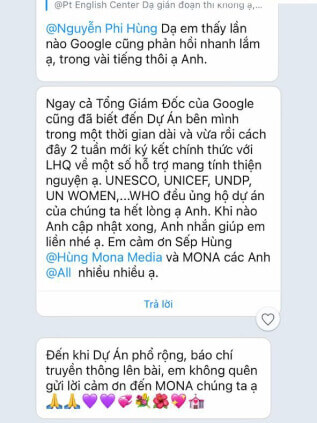 @Pt English Center Dạ gián đoạn thì không ạ,...
@Nguyễn Phi Hùng Dạ em thấy lần
nào Google cũng phản hồi nhanh lắm
ạ, trong vài tiếng thôi ạ Anh.
Ngay cả Tổng Giám Đốc của Google
cũng đã biết đến Dự Án bên mình
trong một thời gian dài và vừa rồi cách
đây 2 tuần mới ký kết chính thức với
LHQ về một số hỗ trợ mang tính thiện
nguyện ạ. UNESCO, UNICEF, UNDP,
UN WOMEN,...WHO đều ủng hộ dự án
của chúng ta hết lòng ạ Anh. Khi nào
Anh cập nhật xong, Anh nhắn giúp em
liền nhé ạ. Em cảm ơn Sếp Hùng
@Hùng Mona Media và MONA các Anh
@All nhiều nhiều ạ.
Trả lời
Đến khi Dự Án phổ rộng, báo chí
truyền thông lên bài, em không quên
gửi lời cảm ơn đến MONA chúng ta ạ
🙏🙏💜💜💞💐🌺💖💒